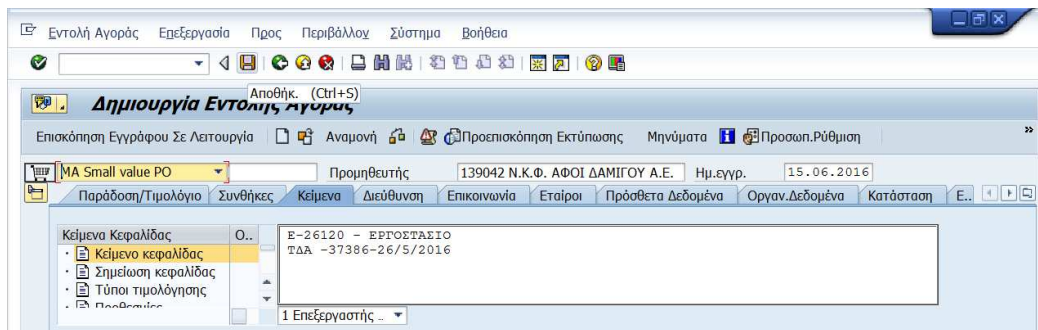 Εντολή Αγοράς Επεξεργασία Προς Περιβάλλον Σύστημα Βοήθεια
Αποθήκ. (Ctrl+S)
Δημιουργία Εντολής Αγοράς
Επισκόπηση Εγγράφου Σε Λειτουργία Αναμονή Προεπισκόπηση Εκτύπωσης Μηνύματα Προσωπ.Ρύθμιση
MA Small value PO Προμηθευτής 139042 Ν.Κ.Φ. ΑΦΟΙ ΔΑΜΙΓΟΥ Α.Ε. Ημ.εγγρ. 15.06.2016
Παράδοση/Τιμολόγιο Συνθήκες Κείμενα Διεύθυνση Επικοινωνία Εταίροι Πρόσθετα Δεδομένα Οργαν.Δεδομένα Κατάσταση Ε..
Κείμενα Κεφαλίδας Ο..
Κείμενο κεφαλίδας
Σημείωση κεφαλίδας
Τύποι τιμολόγησης
Προθεσμίες
Ε-26120 - ΕΡΓΟΣΤΑΣΙΟ
ΤΔΑ -37386-26/5/2016
1 Επεξεργαστής ..